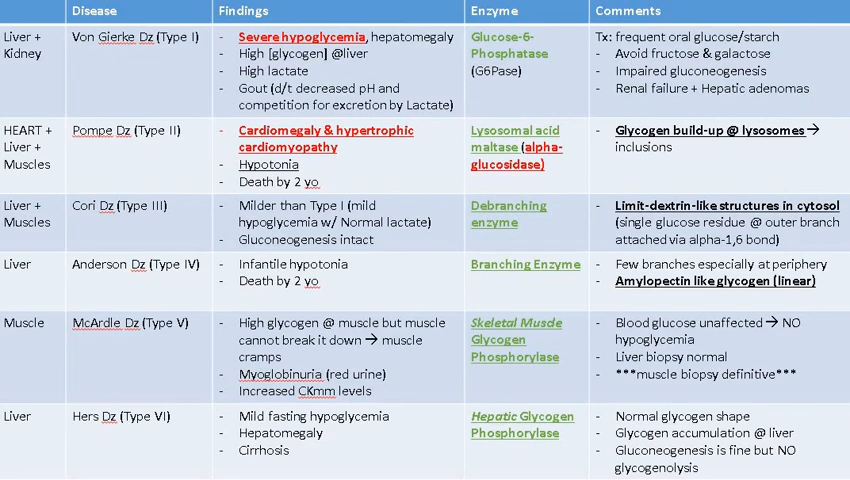 Disease Findings Enzyme Comments
Liver + Kidney
Von Gierke Dz (Type I)
- Severe hypoglycemia, hepatomegaly
- High [glycogen] @liver
- High lactate
- Gout (d/t decreased pH and
competition for excretion by Lactate)
Glucose-6-
Phosphatase
(G6Pase)
Tx: frequent oral glucose/starch
- Avoid fructose & galactose
- Impaired gluconeogenesis
- Renal failure + Hepatic adenomas
HEART +
Liver +
Muscles
Pompe Dz (Type II)
- Cardiomegaly & hypertrophic
cardiomyopathy
- Hypotonia
- Death by 2 yo
Lysosomal acid
maltase (alpha-
glucosidase)
- Glycogen build-up @ lysosomes →
inclusions
Liver +
Muscles
Cori Dz (Type III)
- Milder than Type I (mild
hypoglycemia w/ Normal lactate)
- Gluconeogenesis intact
Debranching
enzyme
- Limit-dextrin-like structures in cytosol
(single glucose residue @ outer branch
attached via alpha-1,6 bond)
Liver
Anderson Dz (Type IV)
- Infantile hypotonia
- Death by 2 yo
Branching Enzyme
- Few branches especially at periphery
- Amylopectin like glycogen (linear)
Muscle
McArdle Dz (Type V)
- High glycogen @ muscle but muscle
cannot break it down → muscle
cramps
- Myoglobinuria (red urine)
- Increased CKmm levels
Skeletal Muscle
Glycogen
Phosphorylase
- Blood glucose unaffected → NO
hypoglycemia
- Liver biopsy normal
- ***muscle biopsy definitive***
Liver
Hers Dz (Type VI)
- Mild fasting hypoglycemia
- Hepatomegaly
- Cirrhosis
Hepatic Glycogen
Phosphorylase
- Normal glycogen shape
- Glycogen accumulation @ liver
- Gluconeogenesis is fine but NO
glycogenolysis